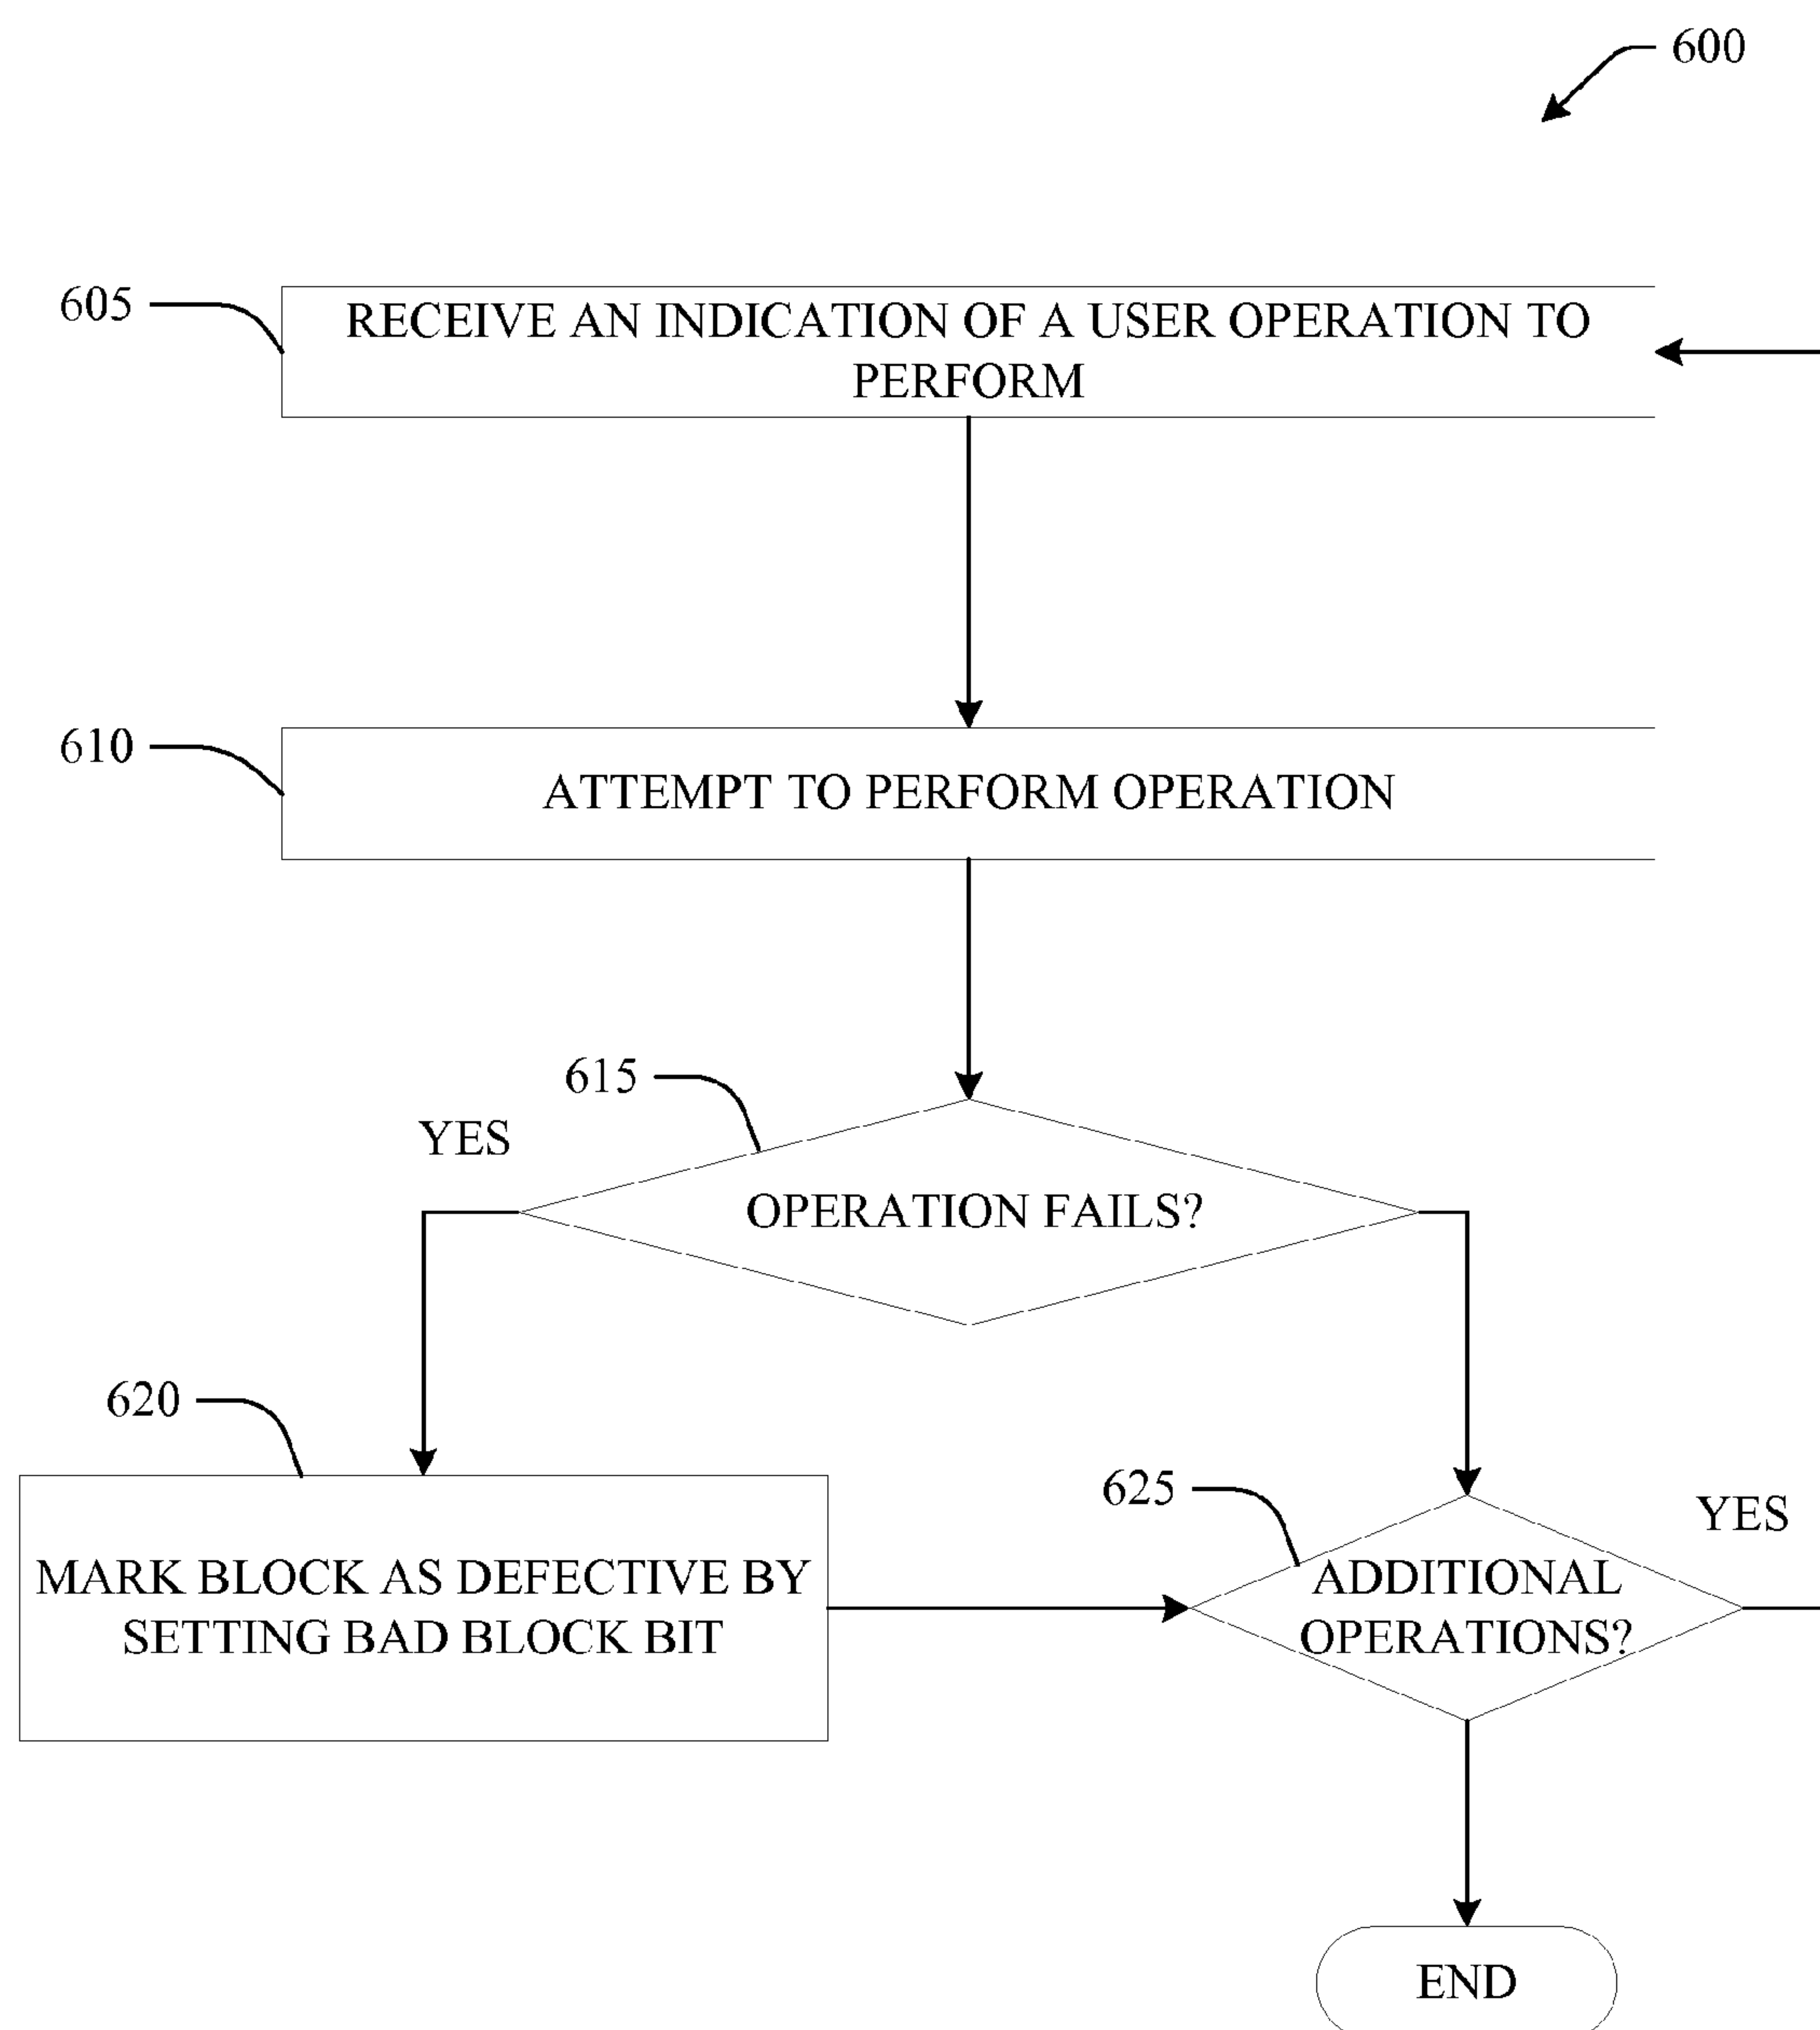 600
605
RECEIVE AN INDICATION OF A USER OPERATION TO
PERFORM
610
ATTEMPT TO PERFORM OPERATION
615
YES
OPERATION FAILS?
620
625
YES
MARK BLOCK AS DEFECTIVE BY
SETTING BAD BLOCK BIT
ADDITIONAL
OPERATIONS?
END